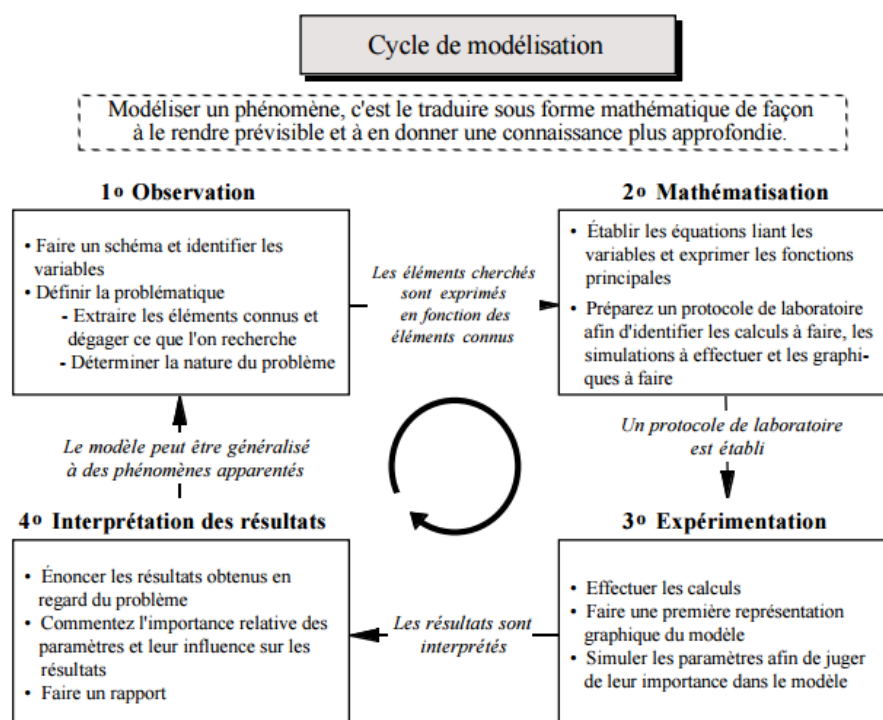 Cycle de modélisation
Modéliser un phénomène, c'est le traduire sous forme mathématique de façon
à le rendre prévisible et à en donner une connaissance plus approfondie.
1o Observation
• Faire un schéma et identifier les
variables
• Définir la problématique
- Extraire les éléments connus et
dégager ce que l'on recherche
- Déterminer la nature du problème
Les éléments cherchés
sont exprimés
en fonction des
éléments connus
2o Mathématisation
• Établir les équations liant les
variables et exprimer les fonctions
principales
• Préparez un protocole de laboratoire
afin d'identifier les calculs à faire, les
simulations à effectuer et les graphi-
ques à faire
Un protocole de laboratoire
est établi
3o Expérimentation
• Effectuer les calculs
• Faire une première représentation
graphique du modèle
• Simuler les paramètres afin de juger
de leur importance dans le modèle
Les résultats sont
interprétés
4o Interprétation des résultats
• Énoncer les résultats obtenus en
regard du problème
• Commentez l'importance relative des
paramètres et leur influence sur les
résultats
• Faire un rapport
Le modèle peut être généralisé
à des phénomènes apparentés